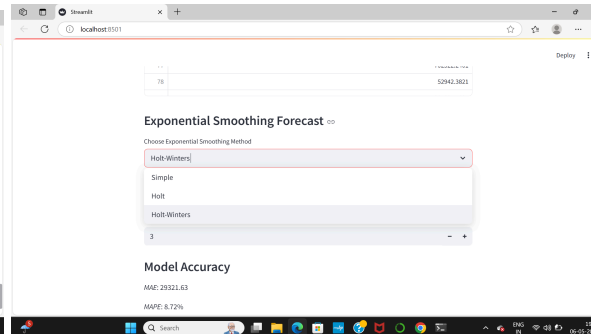 Streamlit
localhost:8501
Deploy
78 52942.3821
Exponential Smoothing Forecast
Choose Exponential Smoothing Method
Holt-Winters
Simple
Holt
Holt-Winters
3 - +
Model Accuracy
MAE: 29321.63
MAPE: 8.72%
Search
ENG
IN